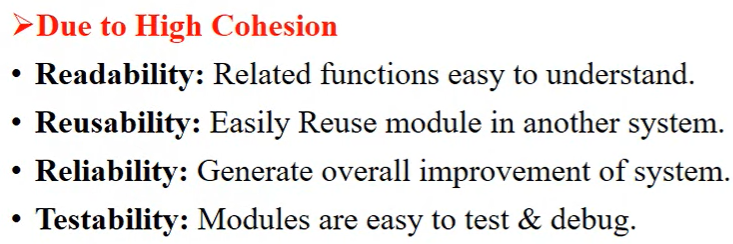 ➢Due to High Cohesion
• Readability: Related functions easy to understand.
• Reusability: Easily Reuse module in another system.
• Reliability: Generate overall improvement of system.
• Testability: Modules are easy to test & debug.